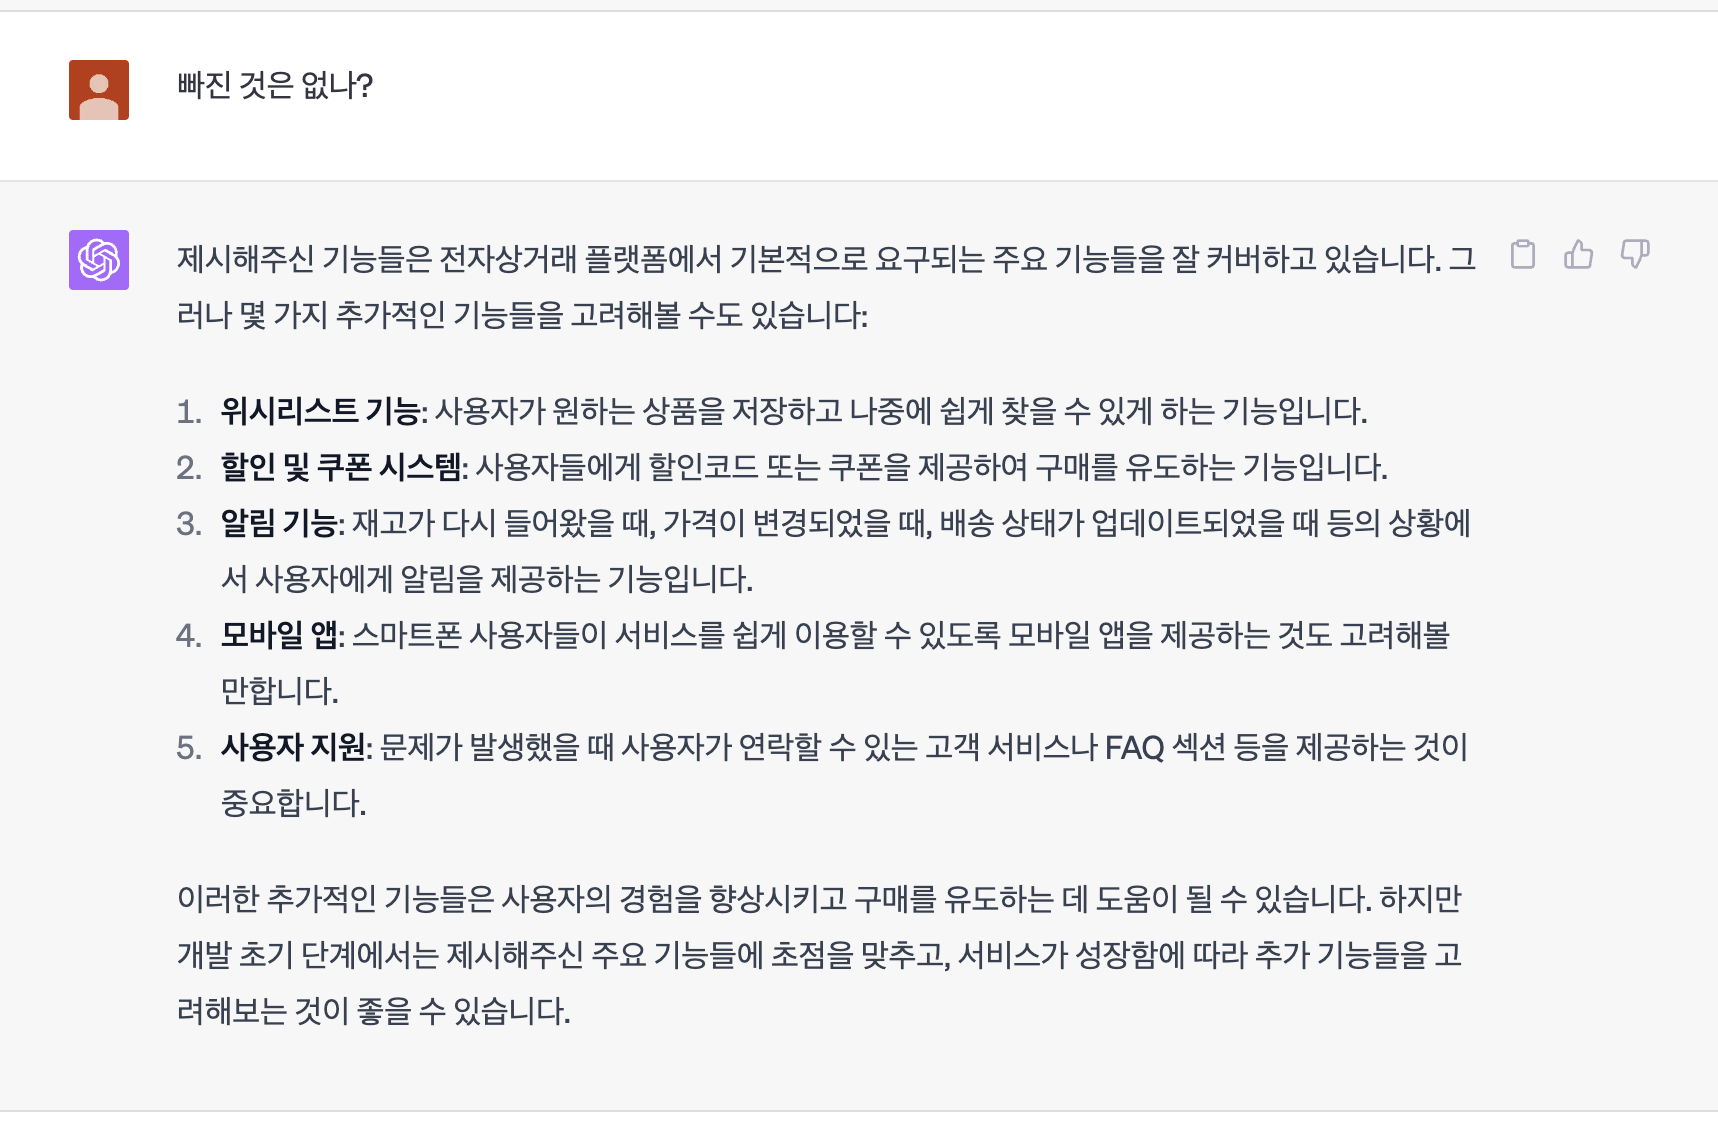 빠진 것은 없나?
제시해주신 기능들은 전자상거래 플랫폼에서 기본적으로 요구되는 주요 기능들을 잘 커버하고 있습니다. 그
러나 몇 가지 추가적인 기능들을 고려해볼 수도 있습니다:
1. 위시리스트 기능: 사용자가 원하는 상품을 저장하고 나중에 쉽게 찾을 수 있게 하는 기능입니다.
2. 할인 및 쿠폰 시스템: 사용자들에게 할인코드 또는 쿠폰을 제공하여 구매를 유도하는 기능입니다.
3. 알림 기능: 재고가 다시 들어왔을 때, 가격이 변경되었을 때, 배송 상태가 업데이트되었을 때 등의 상황에
서 사용자에게 알림을 제공하는 기능입니다.
4. 모바일 앱: 스마트폰 사용자들이 서비스를 쉽게 이용할 수 있도록 모바일 앱을 제공하는 것도 고려해볼
만합니다.
5. 사용자 지원: 문제가 발생했을 때 사용자가 연락할 수 있는 고객 서비스나 FAQ 섹션 등을 제공하는 것이
중요합니다.
이러한 추가적인 기능들은 사용자의 경험을 향상시키고 구매를 유도하는 데 도움이 될 수 있습니다. 하지만
개발 초기 단계에서는 제시해주신 주요 기능들에 초점을 맞추고, 서비스가 성장함에 따라 추가 기능들을 고
려해보는 것이 좋을 수 있습니다.